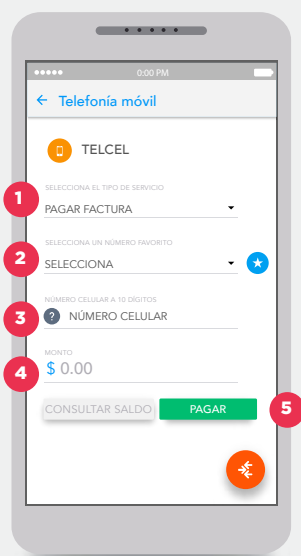 0:00 PM
Telefonía móvil
TELCEL
SELECCIONA EL TIPO DE SERVICIO
1
PAGAR FACTURA
SELECCIONA UN NÚMERO FAVORITO
2
SELECCIONA
NÚMERO CELULAR A 10 DÍGITOS
3
? NÚMERO CELULAR
MONTO
4
$ 0.00
CONSULTAR SALDO PAGAR 5